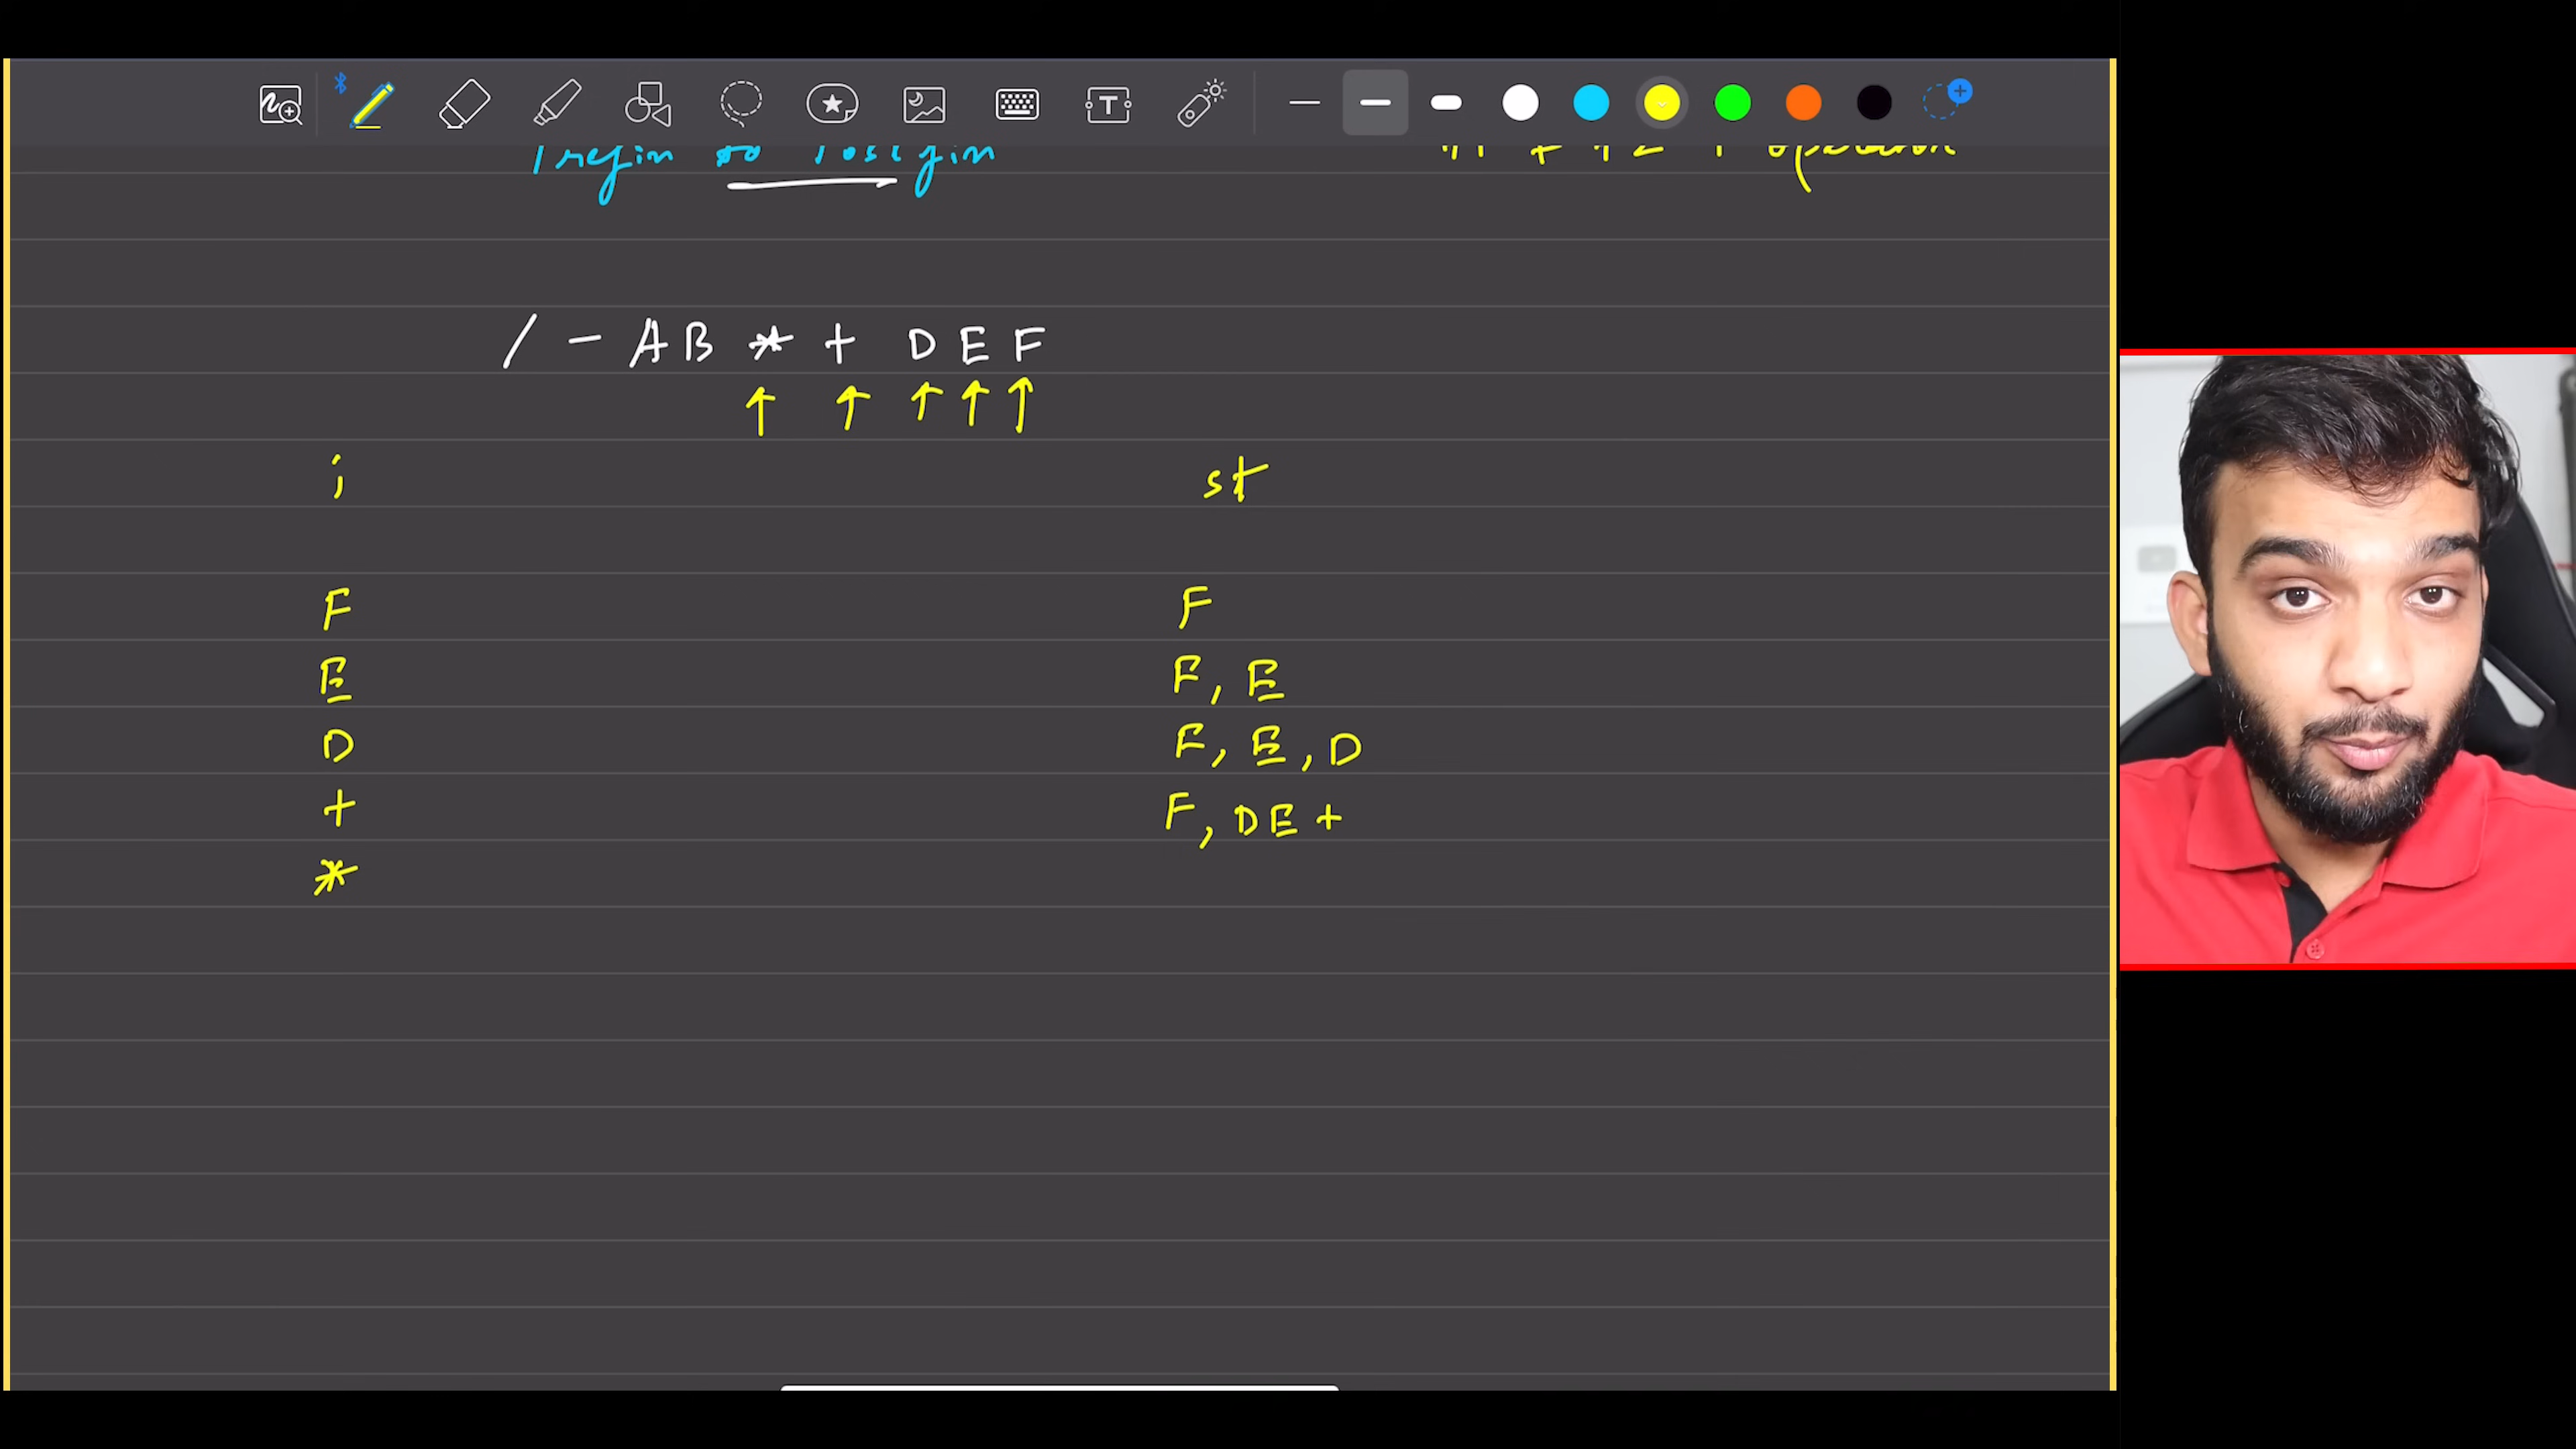 / - A B * + D E F
↑ ↑ ↑ ↑ ↑
i st
F F
E F, E
D F, E, D
+ F, DE +
*